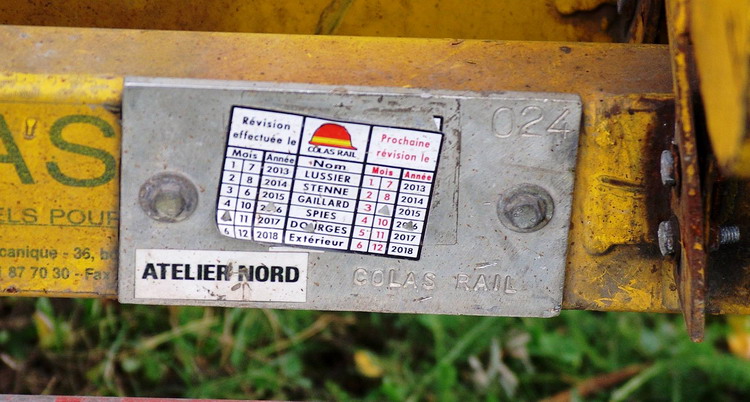 024
Révision
effectuée le
COLAS RAIL
Prochaine
révision le
Mois Année Nom Mois Année
1 7 2013 LUSSIER 1 7 2013
2 8 2014 STENNE 2 8 2014
3 9 2015 GAILLARD 3 2015
4 10 2016 SPIES 4 10 2016
11 2017 DOURGES 5 11 2017
6 12 2018 Extérieur 6 12 2018
ATELIER NORD
COLAS RAIL
AS
ELS POUR
canique - 36, b
87 70 30 - Fax